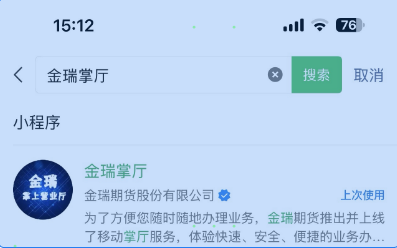 15:12
76
金瑞掌厅
搜索
取消
小程序
金瑞
掌上营业厅
金瑞掌厅
金瑞期货股份有限公司
上次使用
为了方便您随时随地办理业务，金瑞期货推出并上线
了移动掌厅服务，体验快速、安全、便捷的业务办…